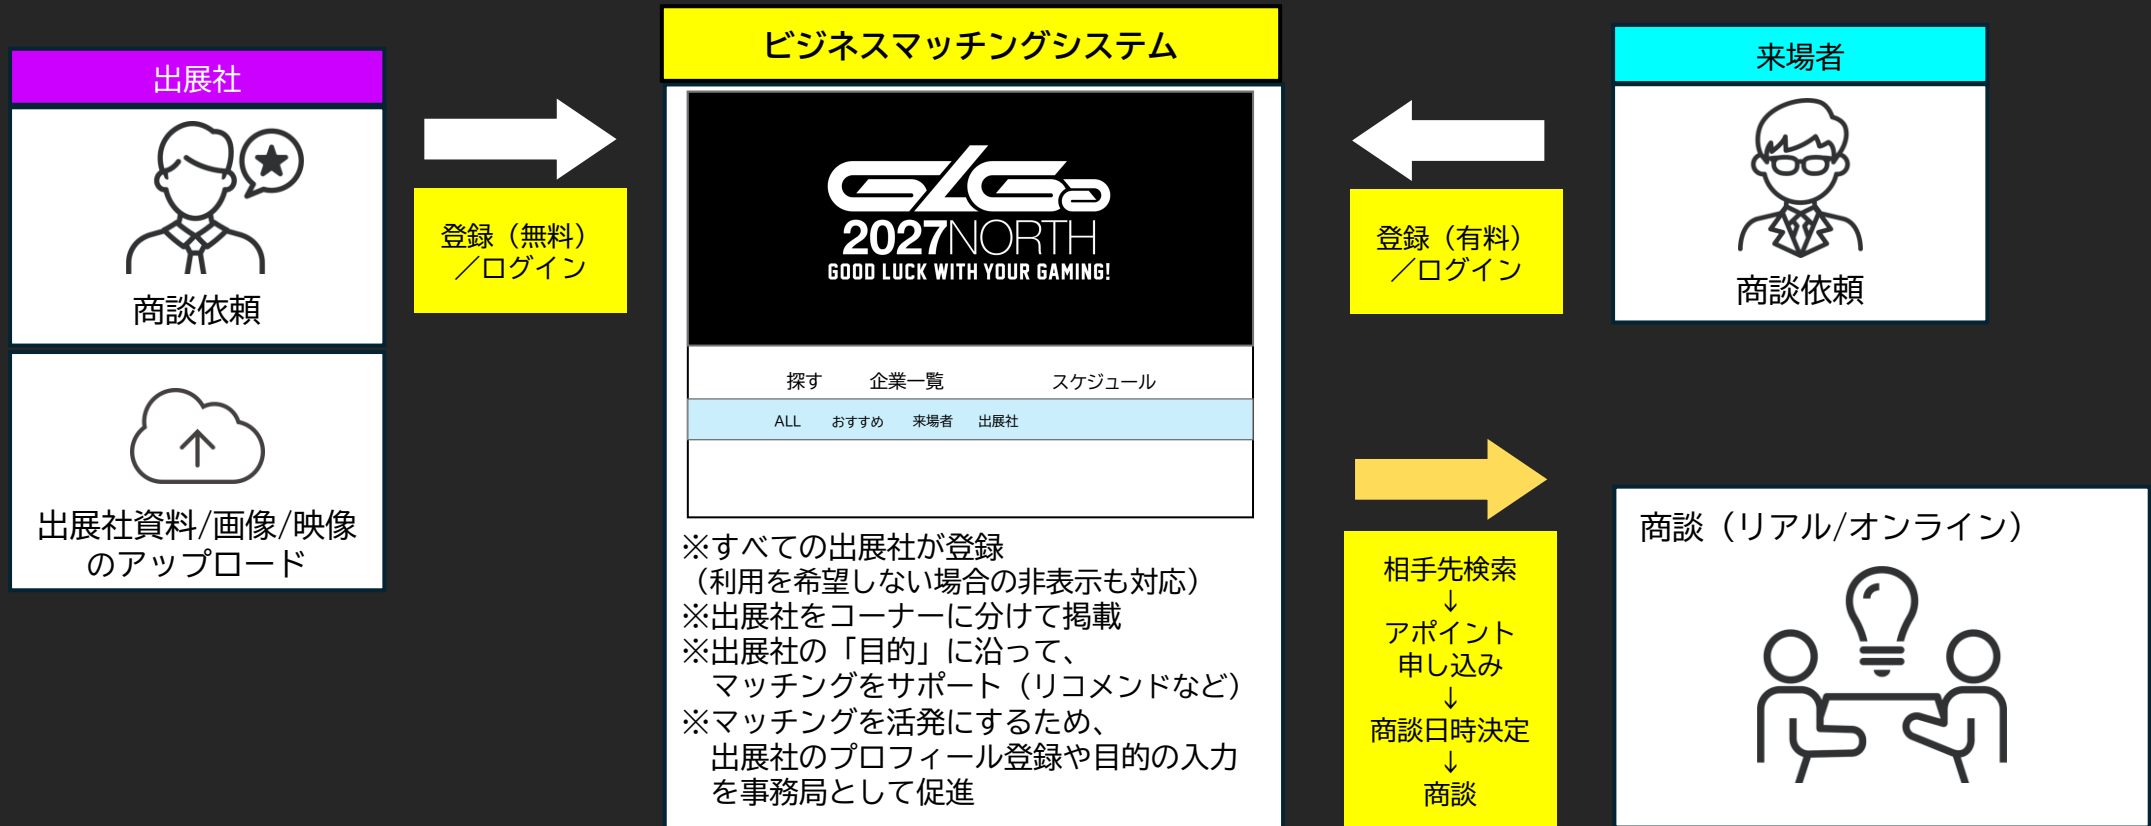 出展社
商談依頼
出展社資料/画像/映像
のアップロード
登録（無料）
／ログイン
ビジネスマッチングシステム
GLG2
2027NORTH
GOOD LUCK WITH YOUR GAMING!
探す 企業一覧 スケジュール
ALL おすすめ 来場者 出展社
※すべての出展社が登録
（利用を希望しない場合の非表示も対応）
※出展社をコーナーに分けて掲載
※出展社の「目的」に沿って、
マッチングをサポート（リコメンドなど）
※マッチングを活発にするため、
出展社のプロフィール登録や目的の入力
を事務局として促進
登録（有料）
／ログイン
来場者
商談依頼
相手先検索
↓
アポイント
申し込み
↓
商談日時決定
↓
商談
商談（リアル/オンライン）